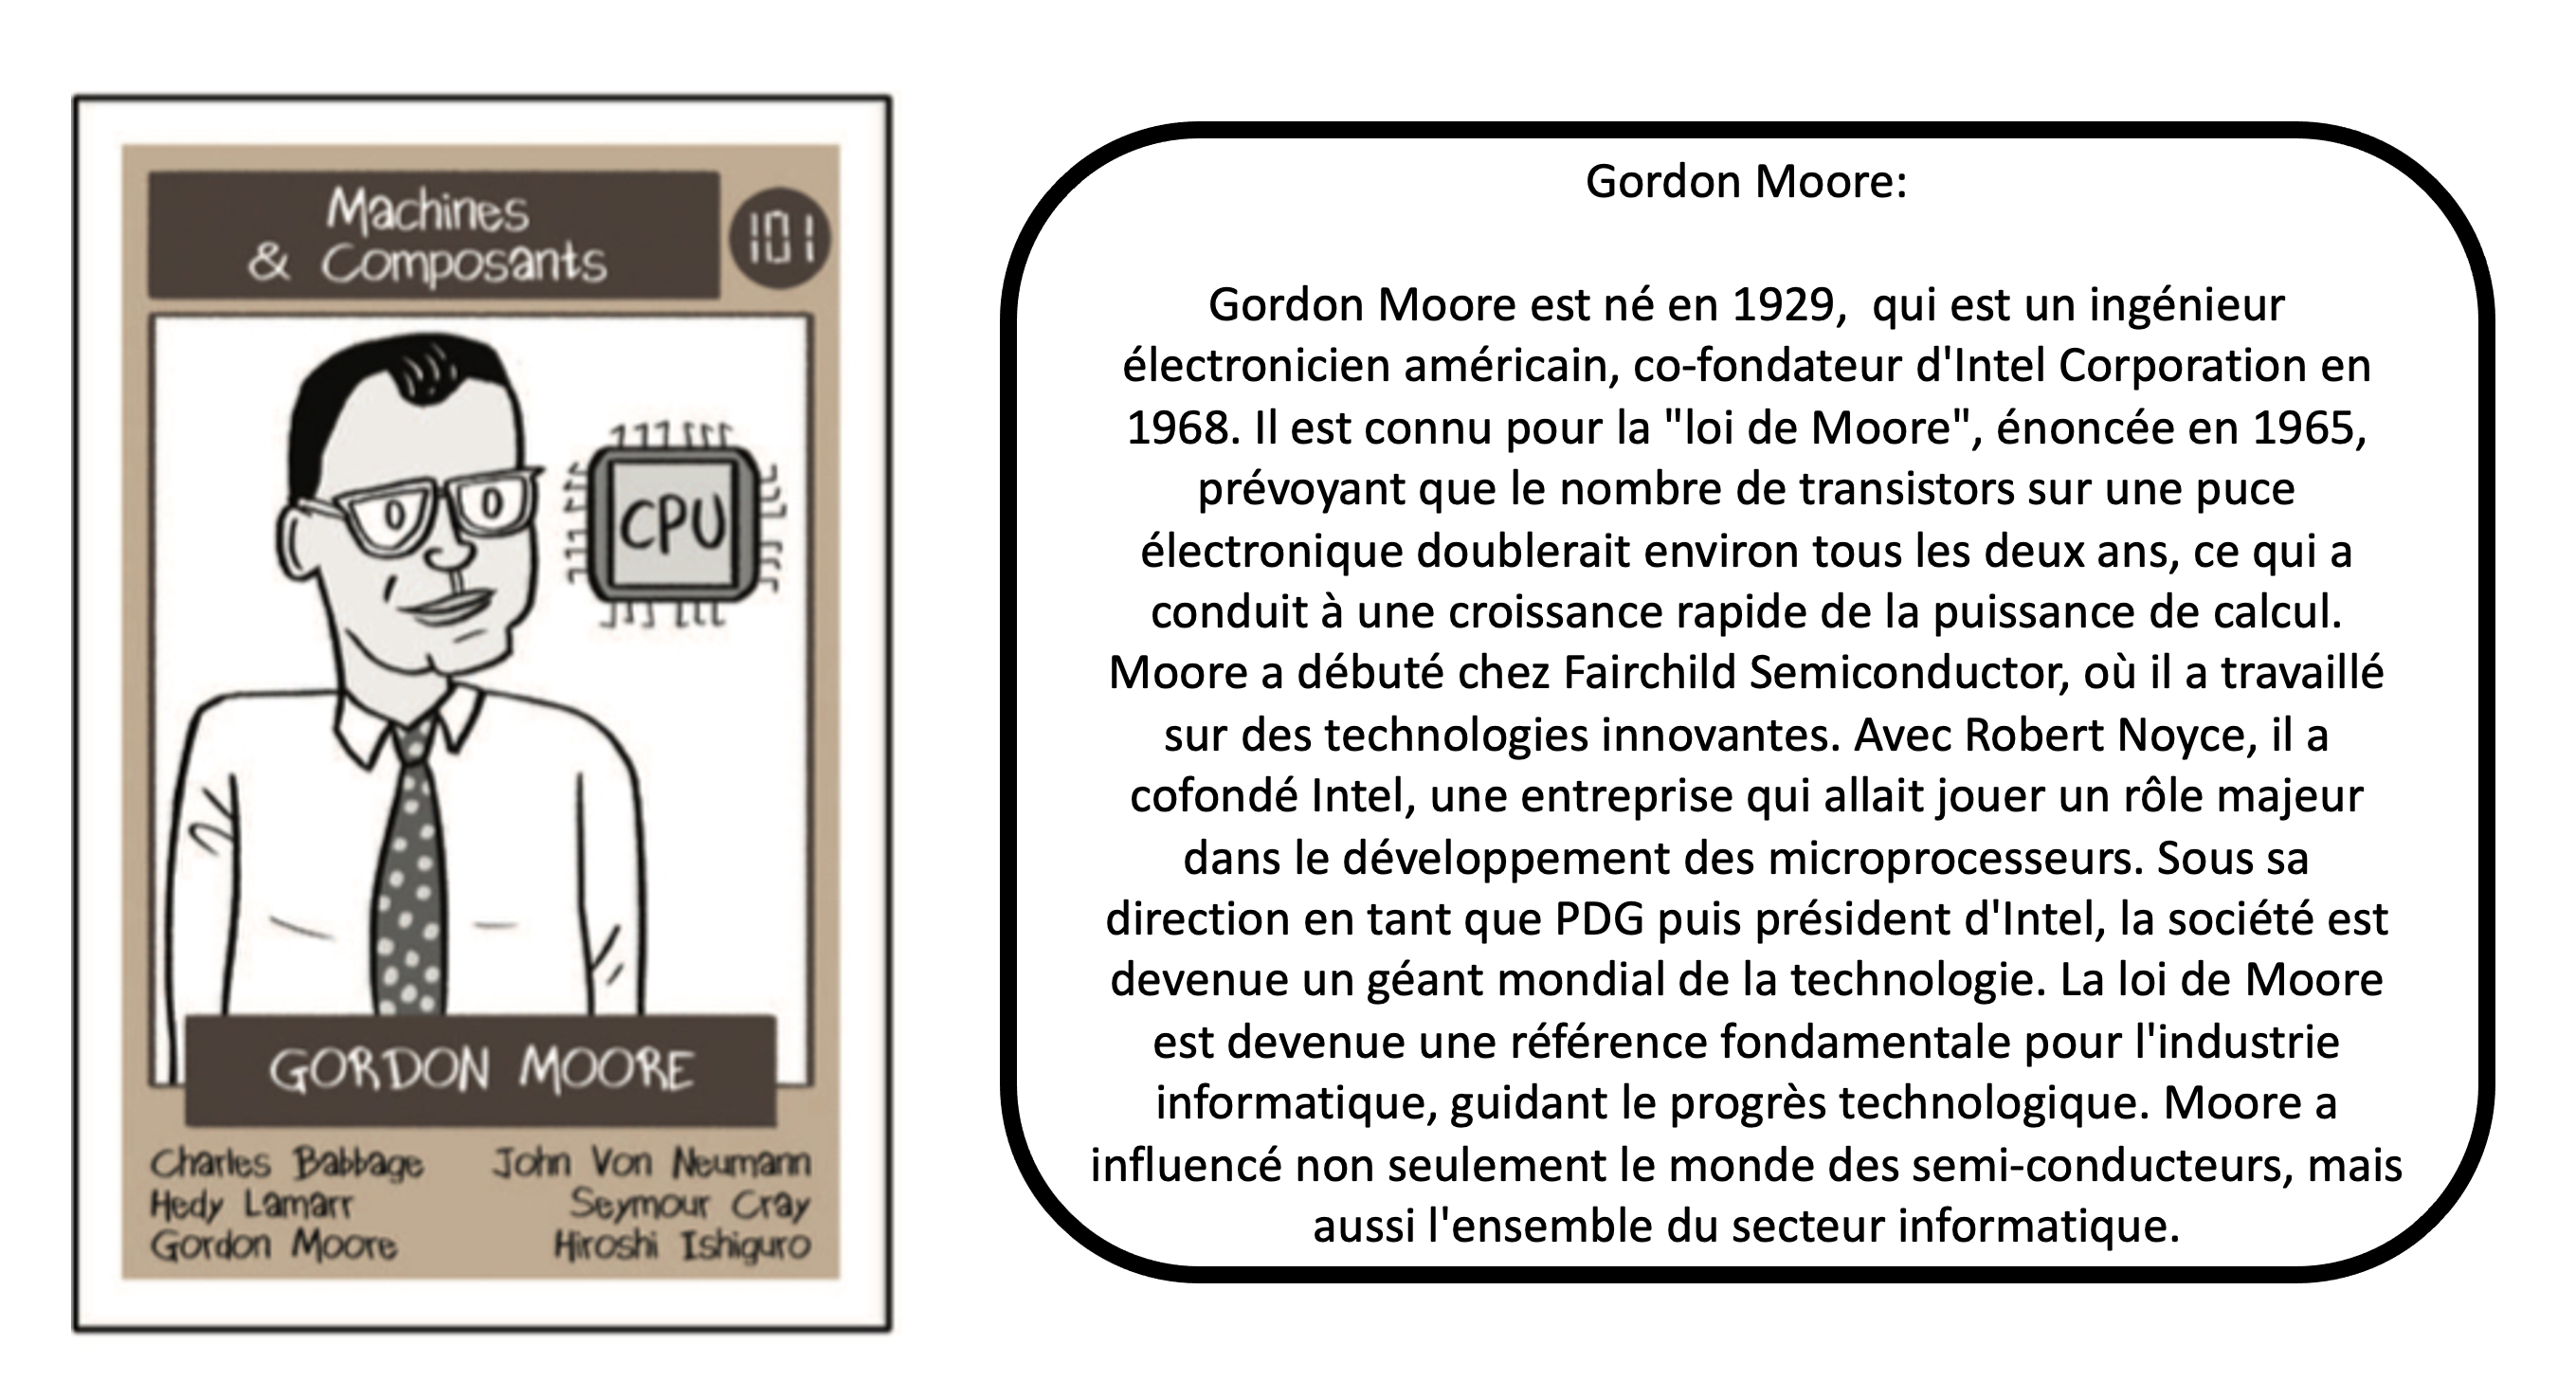 Machines
& Composants
101
CPU
GORDON MOORE
Charles Babbage
Hedy Lamarr
Gordon Moore
John Von Neumann
Seymour Cray
Hiroshi Ishiguro
Gordon Moore:
Gordon Moore est né en 1929,  qui est un ingénieur
électronicien américain, co-fondateur d'Intel Corporation en
1968. Il est connu pour la "loi de Moore", énoncée en 1965,
prévoyant que le nombre de transistors sur une puce
électronique doublerait environ tous les deux ans, ce qui a
conduit à une croissance rapide de la puissance de calcul.
Moore a débuté chez Fairchild Semiconductor, où il a travaillé
sur des technologies innovantes. Avec Robert Noyce, il a
cofondé Intel, une entreprise qui allait jouer un rôle majeur
dans le développement des microprocesseurs. Sous sa
direction en tant que PDG puis président d'Intel, la société est
devenue un géant mondial de la technologie. La loi de Moore
est devenue une référence fondamentale pour l'industrie
informatique, guidant le progrès technologique. Moore a
influencé non seulement le monde des semi-conducteurs, mais
aussi l'ensemble du secteur informatique.